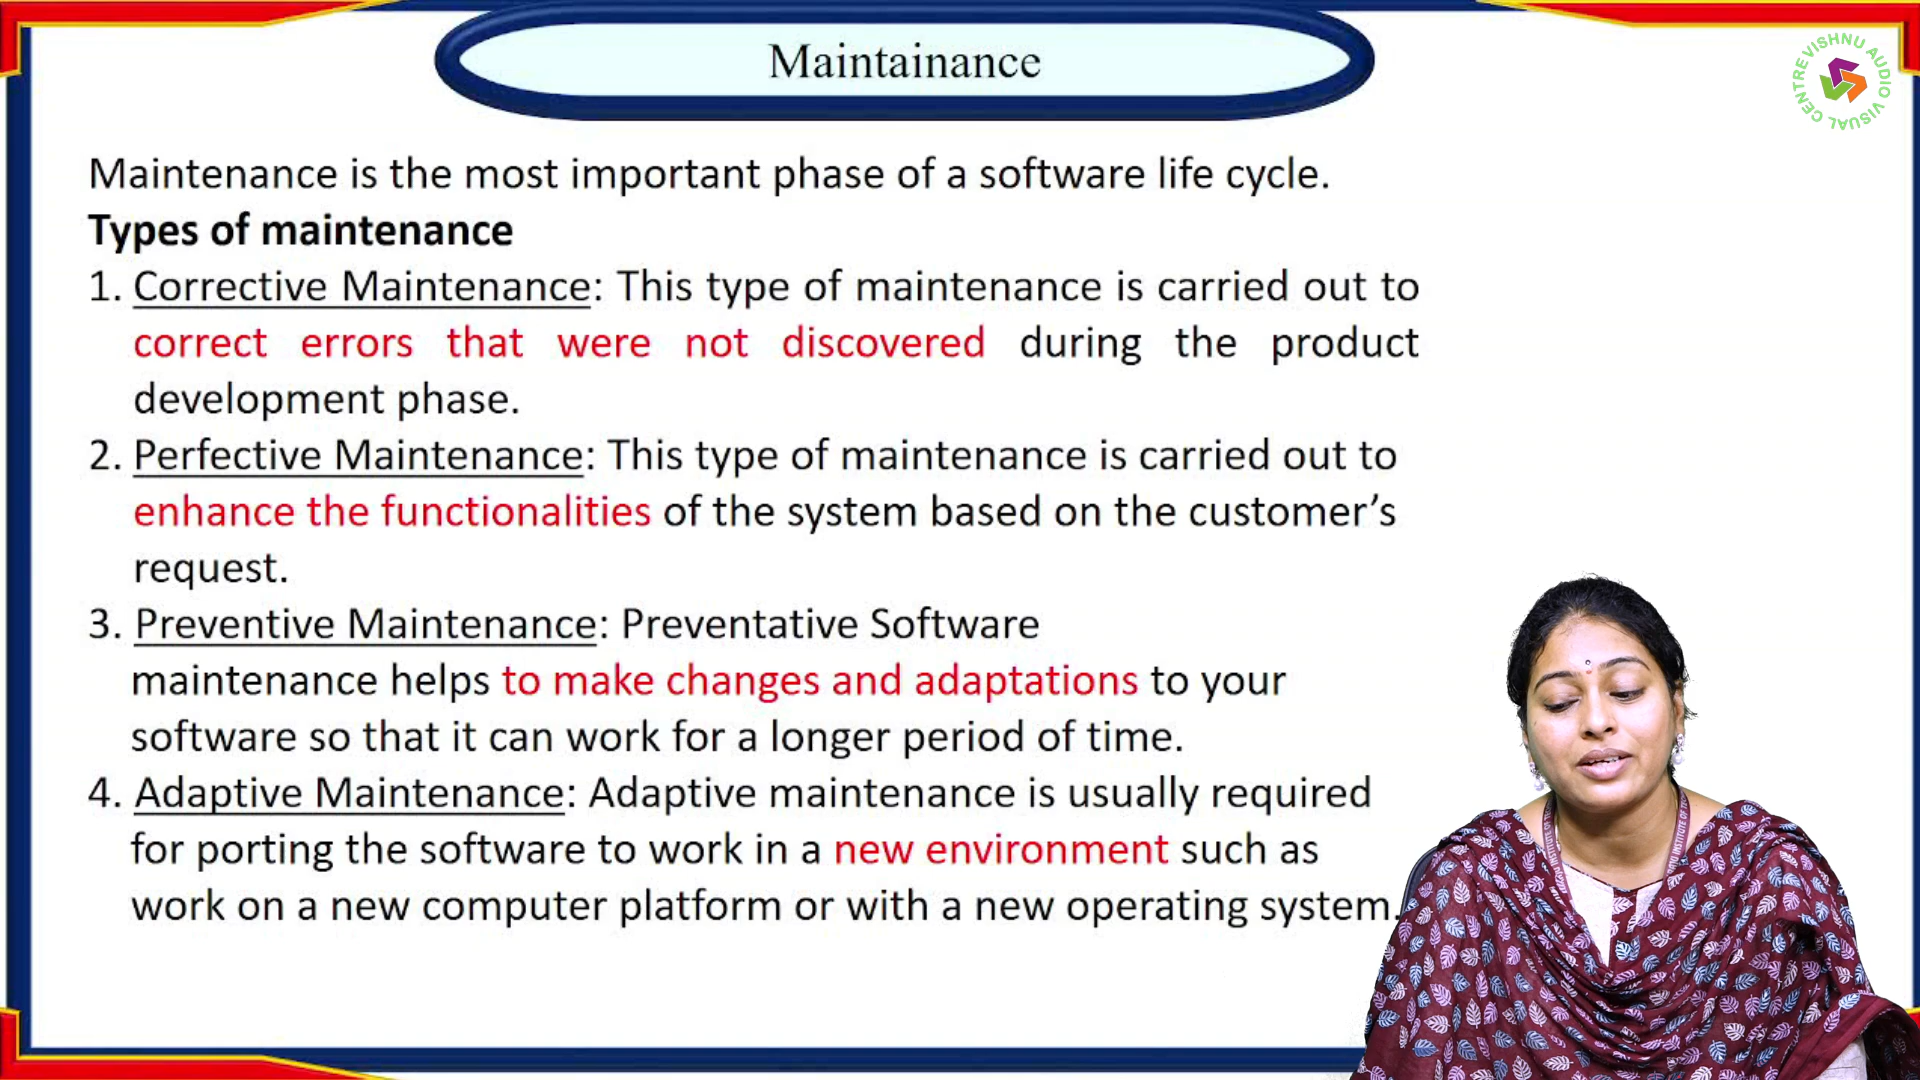 Maintainance
VISHNU AUDIO VISUAL CENTRE
Maintenance is the most important phase of a software life cycle.
Types of maintenance
1. Corrective Maintenance: This type of maintenance is carried out to
correct errors that were not discovered during the product
development phase.
2. Perfective Maintenance: This type of maintenance is carried out to
enhance the functionalities of the system based on the customer’s
request.
3. Preventive Maintenance: Preventative Software
maintenance helps to make changes and adaptations to your
software so that it can work for a longer period of time.
4. Adaptive Maintenance: Adaptive maintenance is usually required
for porting the software to work in a new environment such as
work on a new computer platform or with a new operating system.